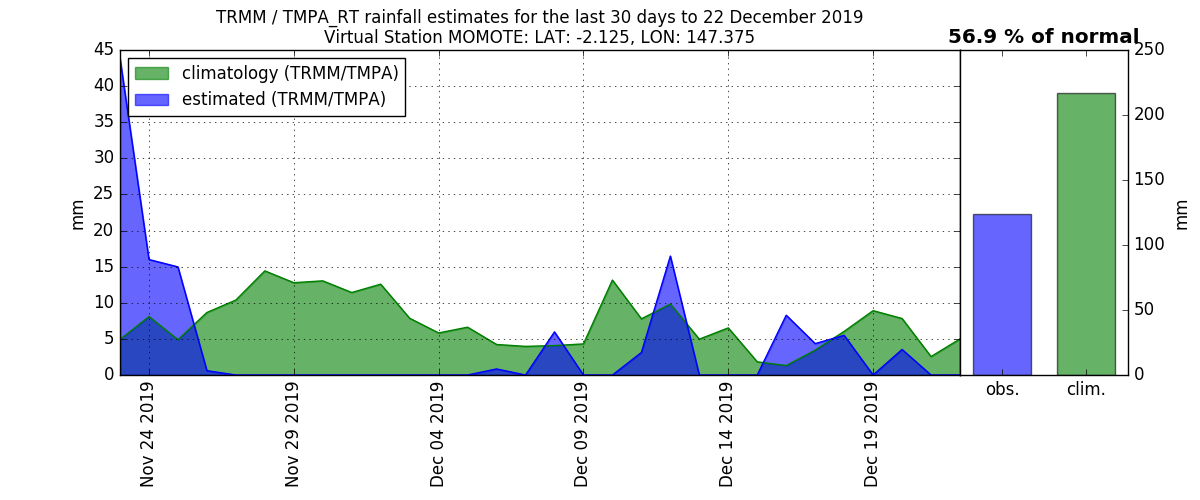 TRMM / TMPA_RT rainfall estimates for the last 30 days to 22 December 2019
Virtual Station MOMOTE: LAT: -2.125, LON: 147.375
56.9 % of normal
climatology (TRMM/TMPA)
estimated (TRMM/TMPA)
45
40
35
30
25
20
15
10
5
0
mm
Nov 24 2019
Nov 29 2019
Dec 04 2019
Dec 09 2019
Dec 14 2019
Dec 19 2019
obs.
clim.
250
200
150
100
50
0
mm